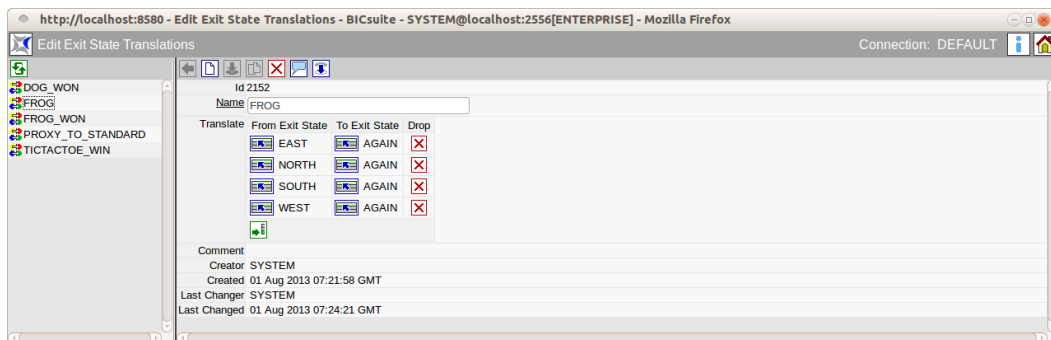 http://localhost:8580 - Edit Exit State Translations - BICsuite - SYSTEM@localhost:2556[ENTERPRISE] - Mozilla Firefox
Edit Exit State Translations
Connection: DEFAULT
DOG_WON
FROG
FROG_WON
PROXY_TO_STANDARD
TICTACTOE_WIN
Id 2152
Name FROG
Translate From Exit State To Exit State Drop
EAST AGAIN
NORTH AGAIN
SOUTH AGAIN
WEST AGAIN
Comment
Creator SYSTEM
Created 01 Aug 2013 07:21:58 GMT
Last Changer SYSTEM
Last Changed 01 Aug 2013 07:24:21 GMT